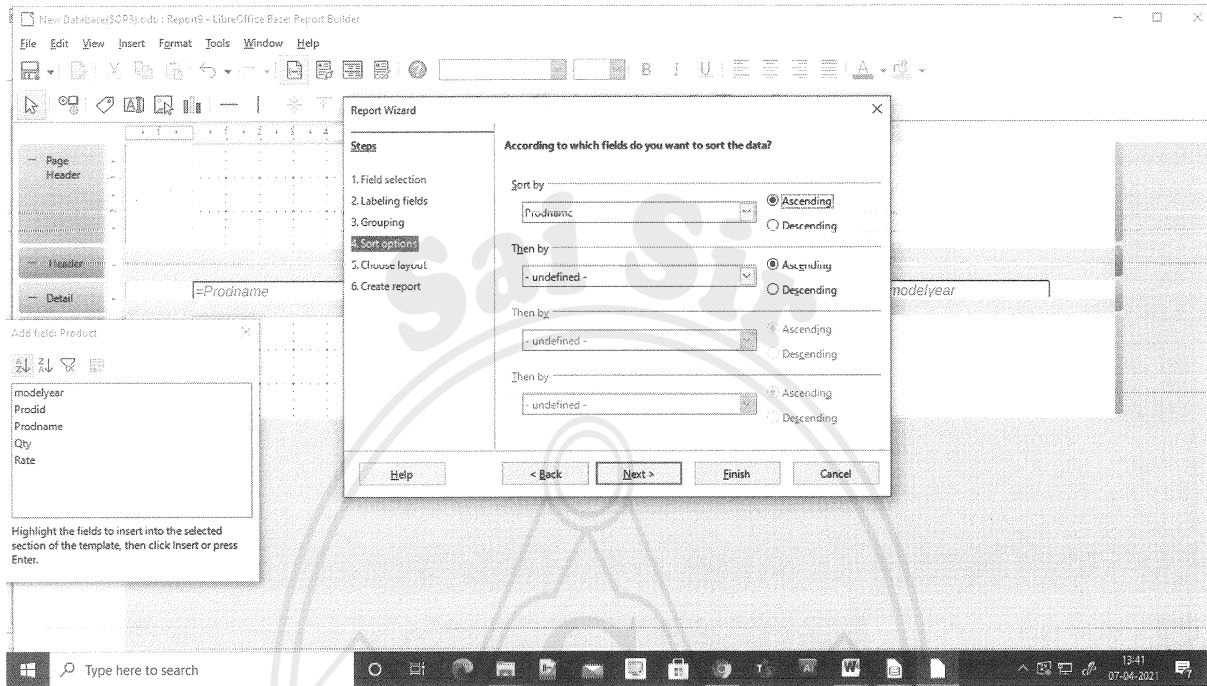 New Database(SOP3).odb : Report9 - LibreOffice Base: Report Builder
File Edit View Insert Format Tools Window Help
B I U A
Report Wizard
Steps
1. Field selection
2. Labeling fields
3. Grouping
4. Sort options
5. Choose layout
6. Create report
According to which fields do you want to sort the data?
Sort by
Prodname
Ascending
Descending
Then by
- undefined -
Ascending
Descending
Then by
- undefined -
Ascending
Descending
Then by
- undefined -
Ascending
Descending
Help < Back Next > Finish Cancel
Page
Header
Header
Detail
=Prodname
modelyear
Add field: Product
modelyear
Prodid
Prodname
Qty
Rate
Highlight the fields to insert into the selected
section of the template, then click Insert or press
Enter.
Sai Sir
Type here to search
13:41
07-04-2021